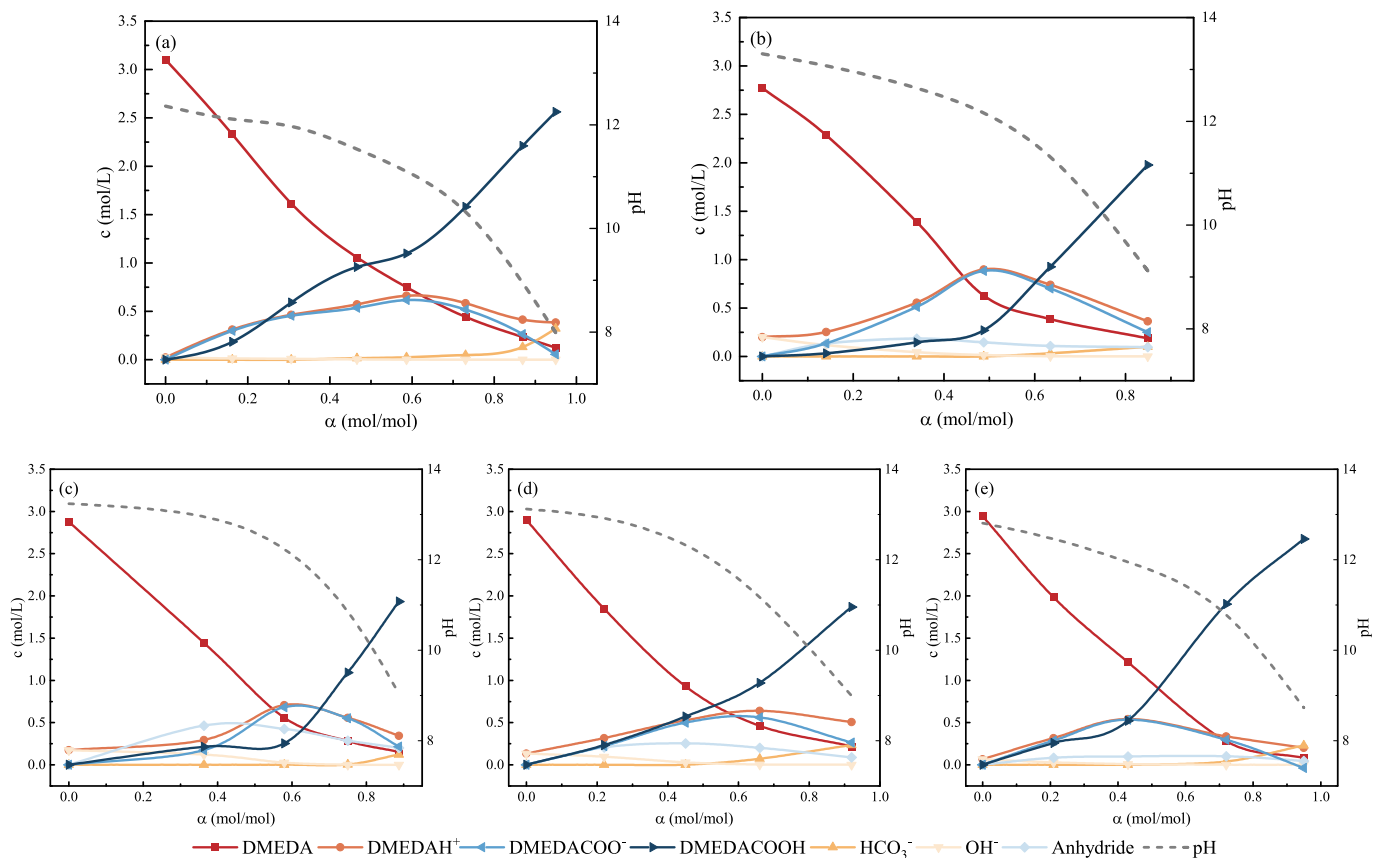 (a)
3.5
3.0
2.5
2.0
1.5
1.0
0.5
0.0
c (mol/L)
14
12
10
8
pH
0.0 0.2 0.4 0.6 0.8 1.0
α (mol/mol)
(b)
3.5
3.0
2.5
2.0
1.5
1.0
0.5
0.0
c (mol/L)
14
12
10
8
pH
0.0 0.2 0.4 0.6 0.8
α (mol/mol)
(c)
3.5
3.0
2.5
2.0
1.5
1.0
0.5
0.0
c (mol/L)
14
12
10
8
pH
0.0 0.2 0.4 0.6 0.8
α (mol/mol)
(d)
3.5
3.0
2.5
2.0
1.5
1.0
0.5
0.0
c (mol/L)
14
12
10
8
pH
0.0 0.2 0.4 0.6 0.8 1.0
α (mol/mol)
(e)
3.5
3.0
2.5
2.0
1.5
1.0
0.5
0.0
c (mol/L)
14
12
10
8
pH
0.0 0.2 0.4 0.6 0.8 1.0
α (mol/mol)
DMEDA DMEDAH⁺ DMEDACOO⁻ DMEDACOOH HCO₃⁻ OH⁻ Anhydride pH